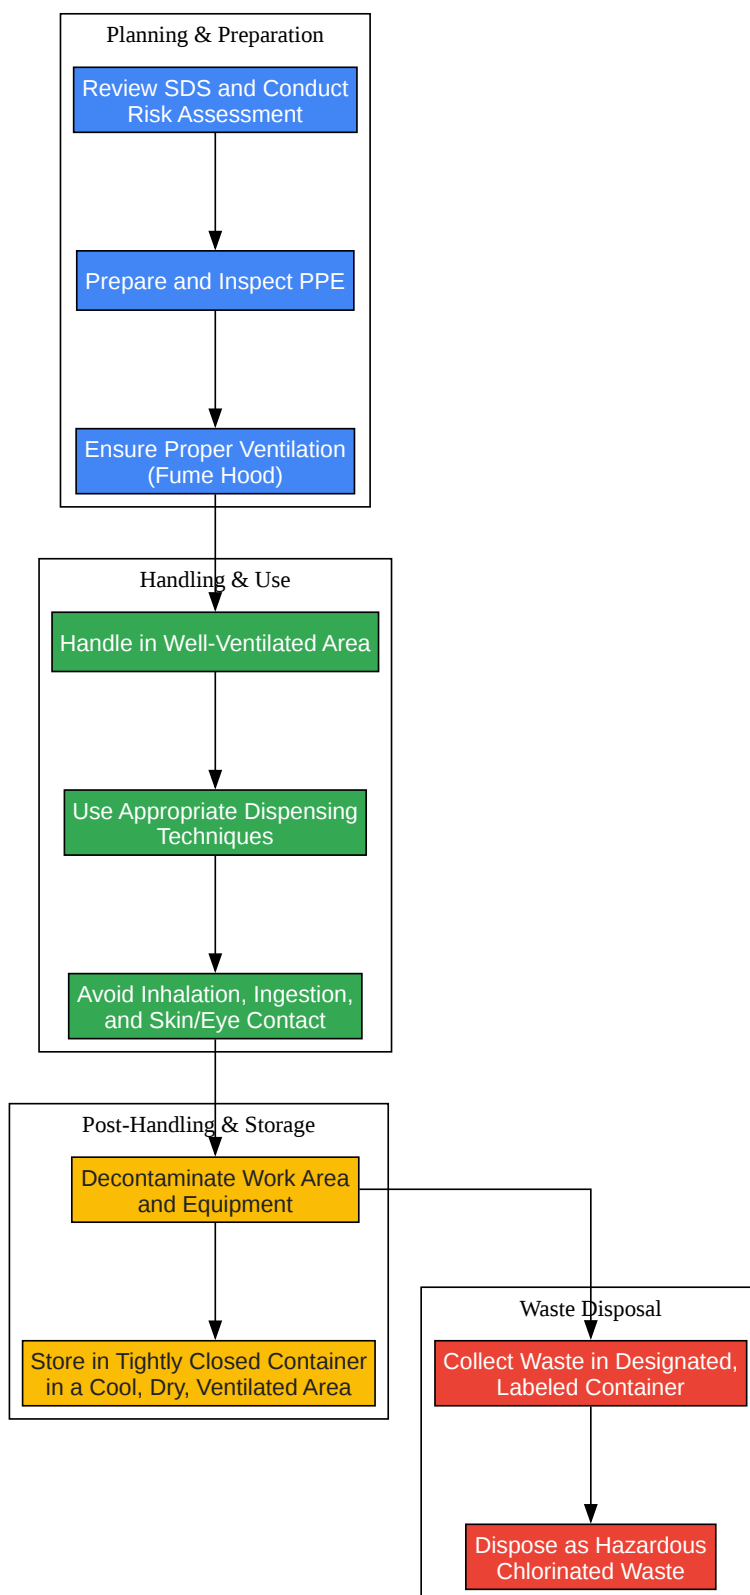 Planning & Preparation
Review SDS and Conduct
Risk Assessment
Prepare and Inspect PPE
Ensure Proper Ventilation
(Fume Hood)
Handling & Use
Handle in Well-Ventilated Area
Use Appropriate Dispensing
Techniques
Avoid Inhalation, Ingestion,
and Skin/Eye Contact
Post-Handling & Storage
Decontaminate Work Area
and Equipment
Store in Tightly Closed Container
in a Cool, Dry, Ventilated Area
Waste Disposal
Collect Waste in Designated,
Labeled Container
Dispose as Hazardous
Chlorinated Waste